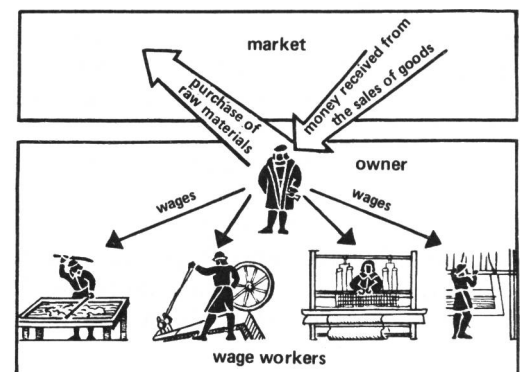 market
purchase of
raw materials
money received from
the sales of goods
owner
wages
wages
wage workers